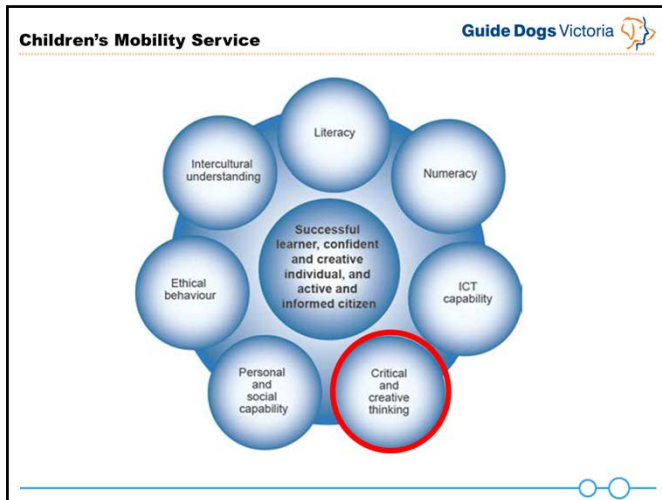 Children's Mobility Service
Guide Dogs Victoria
Literacy
Intercultural
understanding
Numeracy
Successful
learner, confident
and creative
individual, and
active and
informed citizen
Ethical
behaviour
ICT
capability
Personal
and
social
capability
Critical
and
creative
thinking